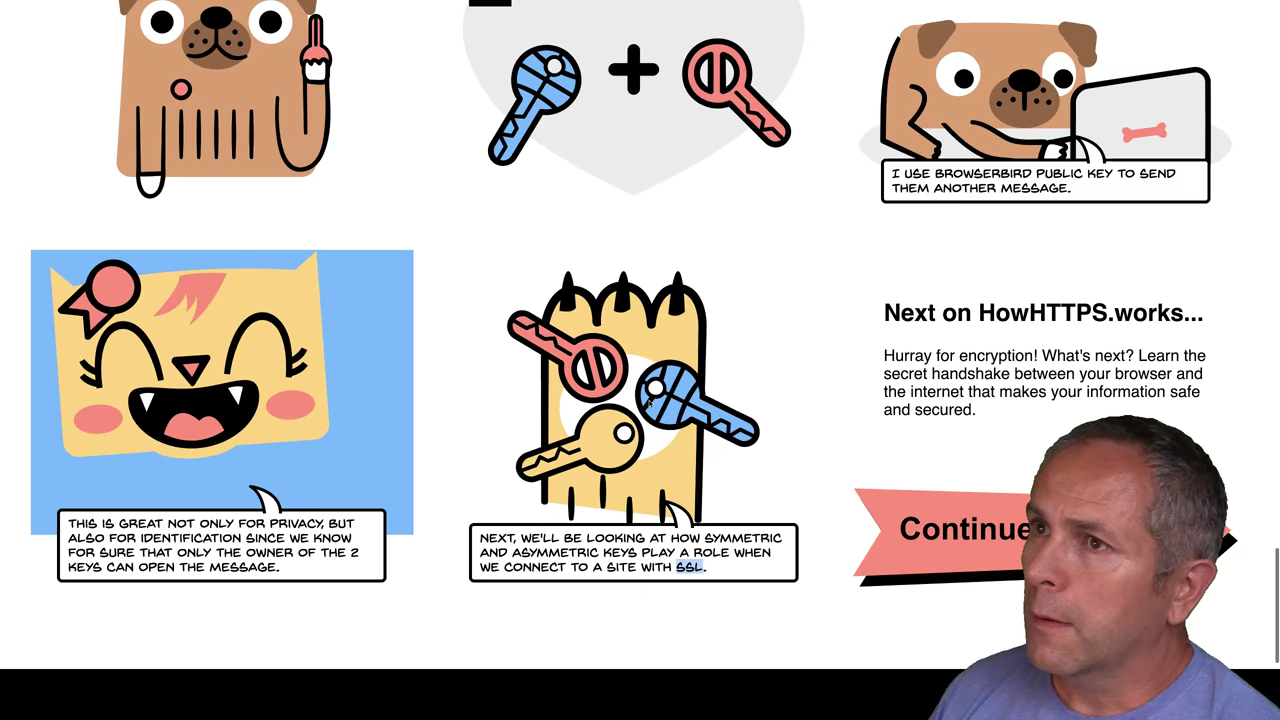 I USE BROWSERBIRD PUBLIC KEY TO SEND
THEM ANOTHER MESSAGE.
THIS IS GREAT NOT ONLY FOR PRIVACY, BUT
ALSO FOR IDENTIFICATION SINCE WE KNOW
FOR SURE THAT ONLY THE OWNER OF THE 2
KEYS CAN OPEN THE MESSAGE.
NEXT, WE'LL BE LOOKING AT HOW SYMMETRIC
AND ASYMMETRIC KEYS PLAY A ROLE WHEN
WE CONNECT TO A SITE WITH SSL.
Next on HowHTTPS.works...
Hurray for encryption! What's next? Learn the
secret handshake between your browser and
the internet that makes your information safe
and secured.
Continue